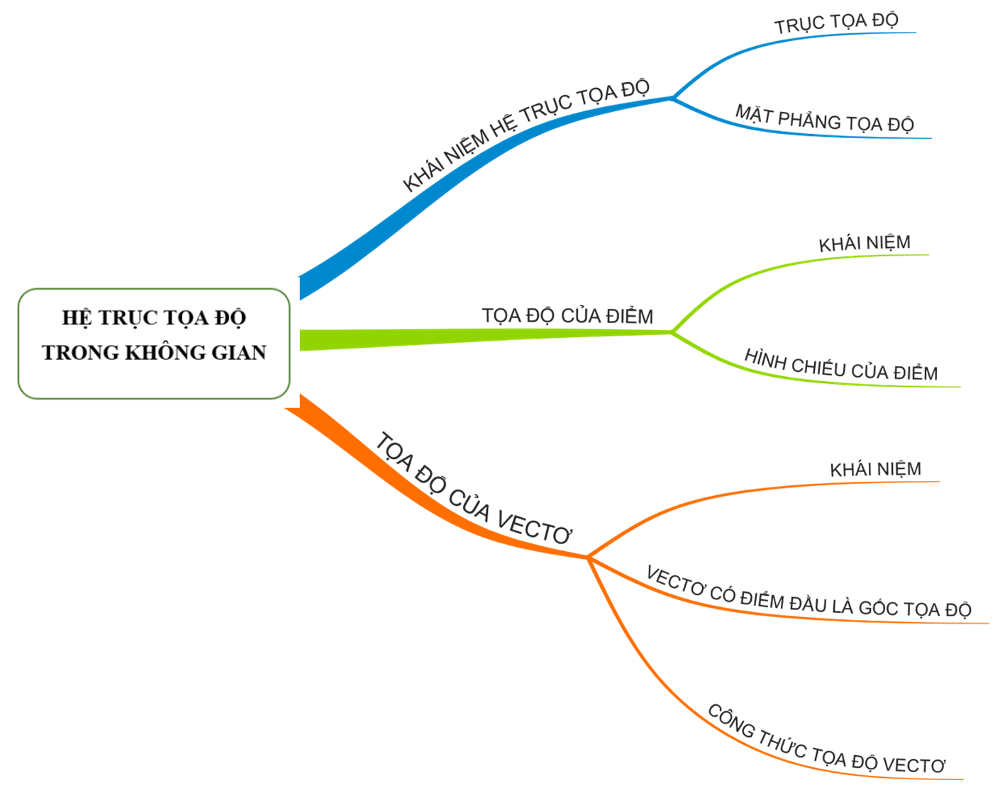 HỆ TRỤC TỌA ĐỘ
TRONG KHÔNG GIAN
KHÁI NIỆM HỆ TRỤC TỌA ĐỘ
TRỤC TỌA ĐỘ
MẶT PHẲNG TỌA ĐỘ
TỌA ĐỘ CỦA ĐIỂM
KHÁI NIỆM
HÌNH CHIẾU CỦA ĐIỂM
TỌA ĐỘ CỦA VECTƠ
KHÁI NIỆM
VECTƠ CÓ ĐIỂM ĐẦU LÀ GỐC TỌA ĐỘ
CÔNG THỨC TỌA ĐỘ VECTƠ